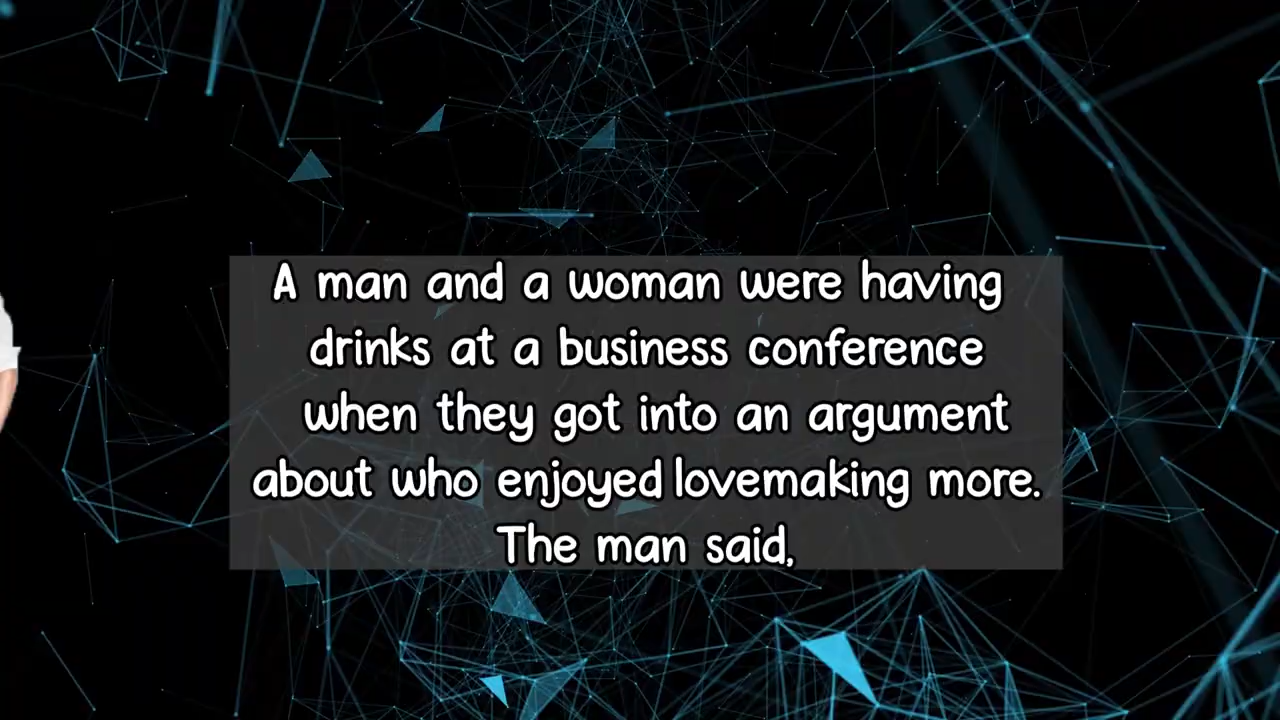 A man and a woman were having
drinks at a business conference
when they got into an argument
about who enjoyed lovemaking more.
The man said,